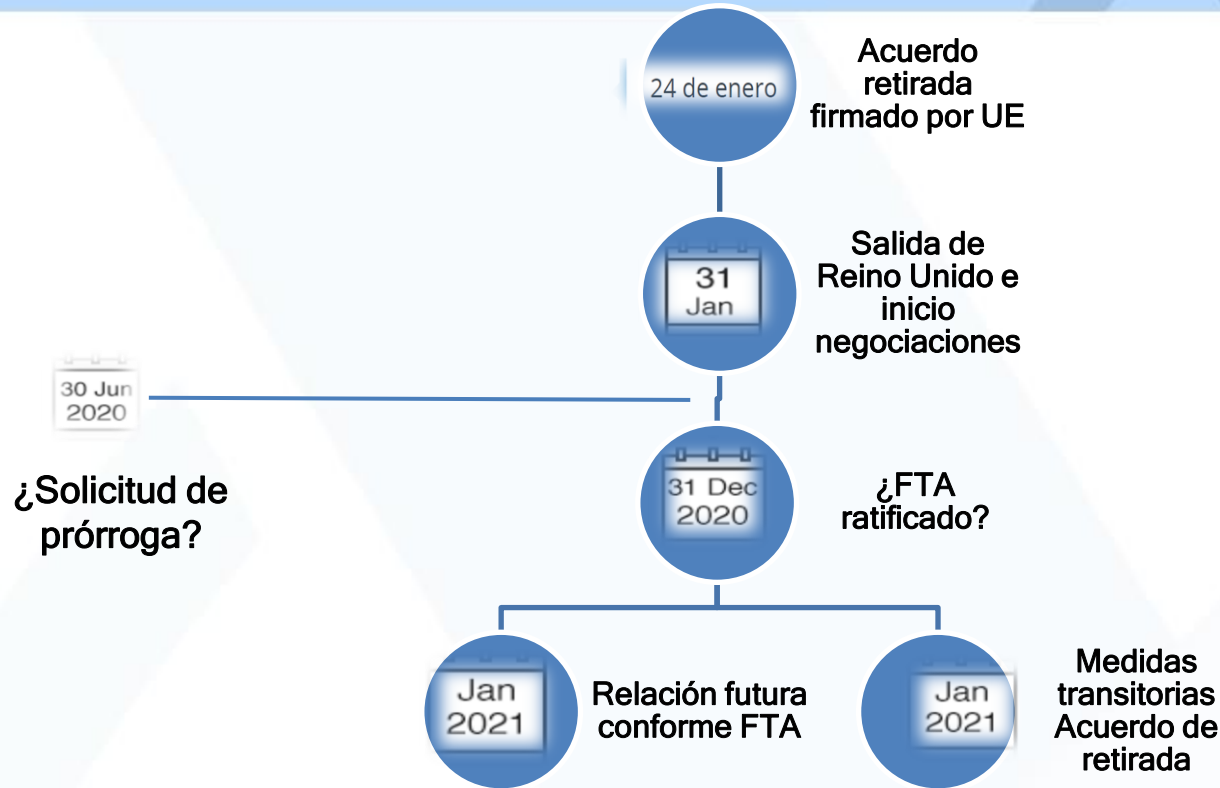 24 de enero
Acuerdo
retirada
firmado por UE
31
Jan
Salida de
Reino Unido e
inicio
negociaciones
30 Jun
2020
¿Solicitud de
prórroga?
31 Dec
2020
¿FTA
ratificado?
Jan
2021
Relación futura
conforme FTA
Jan
2021
Medidas
transitorias
Acuerdo de
retirada